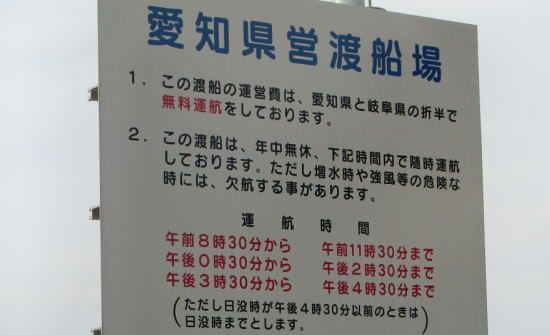 愛知県営渡船場
1. この渡船の運営費は、愛知県と岐阜県の折半で
無料運航をしております。
2. この渡船は、年中無休、下記時間内で随時運航
しております。ただし増水時や強風等の危険な
時には、欠航する事があります。
運航時間
午前8時30分から 午前11時30分まで
午後0時30分から 午後2時30分まで
午後3時30分から 午後4時30分まで
(ただし日没時が午後4時30分以前のときは
日没時までとします。)